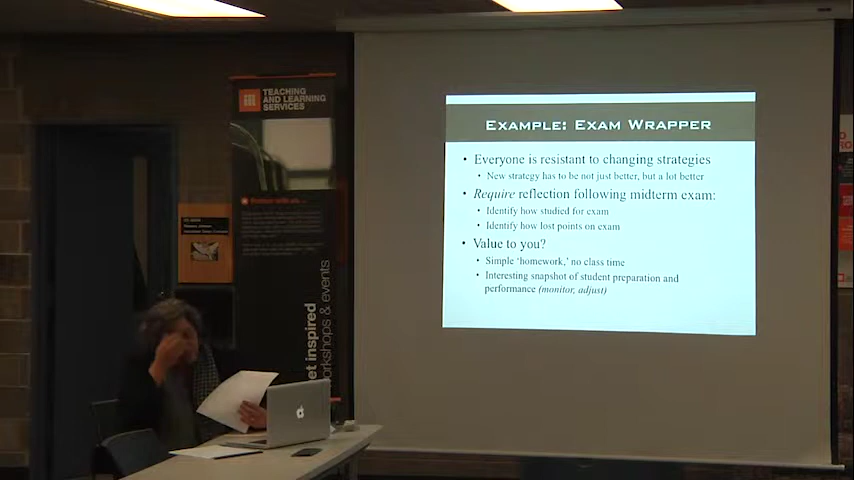 TEACHING
AND LEARNING
SERVICES
et inspired
orkshops & events
EXAMPLE: EXAM WRAPPER
• Everyone is resistant to changing strategies
• New strategy has to be not just better, but a lot better
• Require reflection following midterm exam:
• Identify how studied for exam
• Identify how lost points on exam
• Value to you?
• Simple ‘homework,’ no class time
• Interesting snapshot of student preparation and
performance (monitor, adjust)